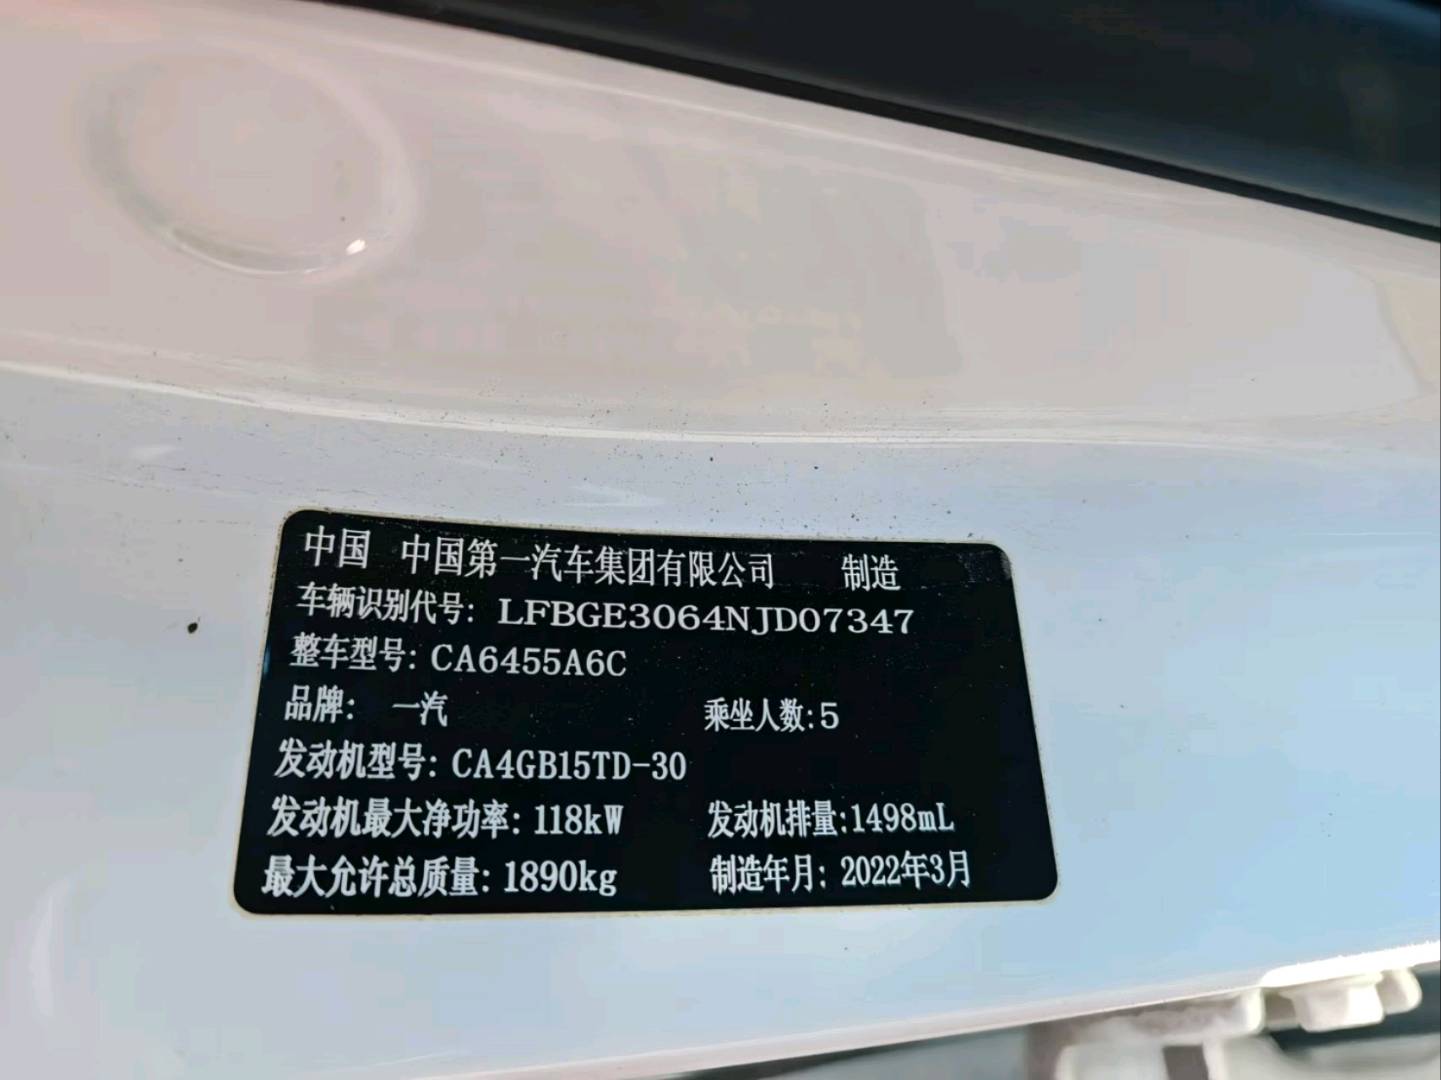 中国 中国第一汽车集团有限公司 制造
车辆识别代号: LFBGE3064NJD07347
整车型号: CA6455A6C
品牌: 一汽 乘坐人数:5
发动机型号: CA4GB15TD-30
发动机最大净功率: 118kW 发动机排量:1498mL
最大允许总质量: 1890kg 制造年月: 2022年3月